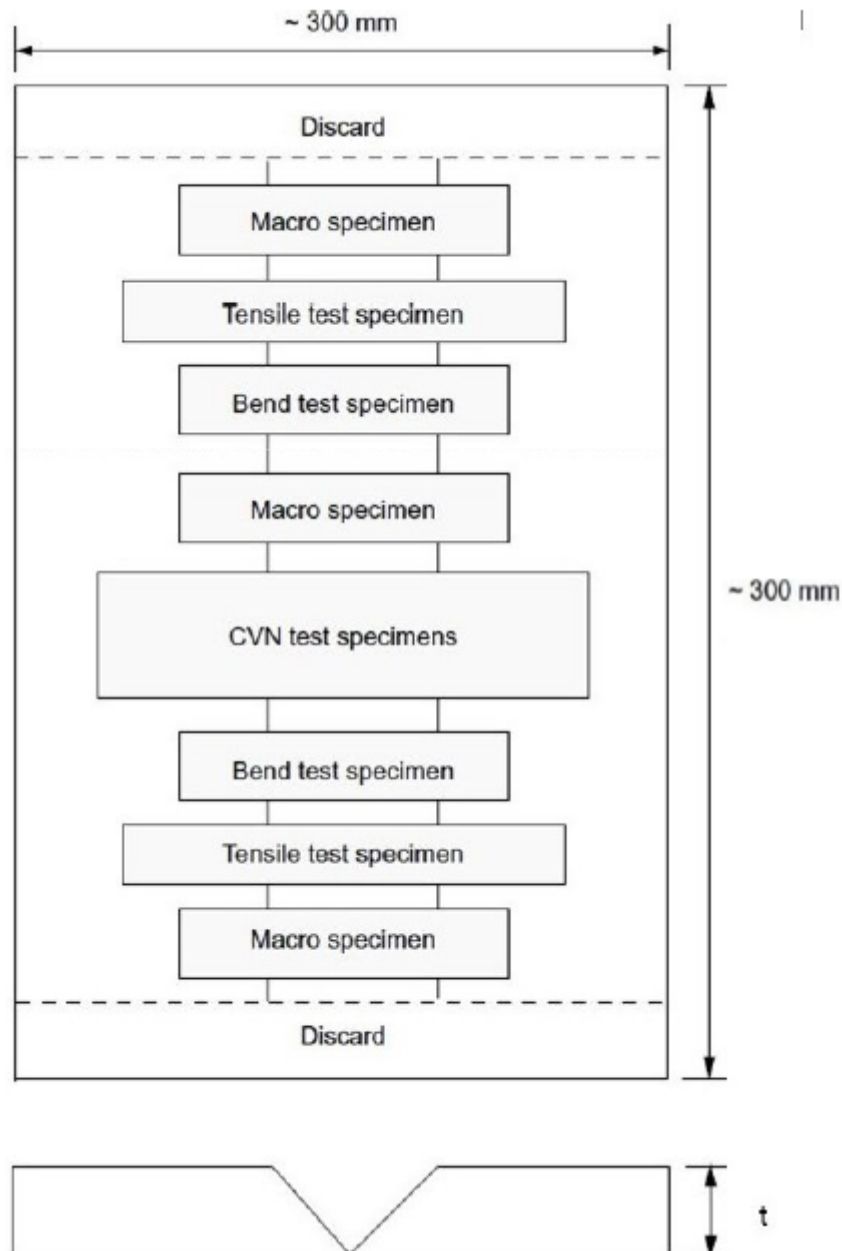 ~ 300 mm
Discard
Macro specimen
Tensile test specimen
Bend test specimen
Macro specimen
CVN test specimens
~ 300 mm
Bend test specimen
Tensile test specimen
Macro specimen
Discard
t